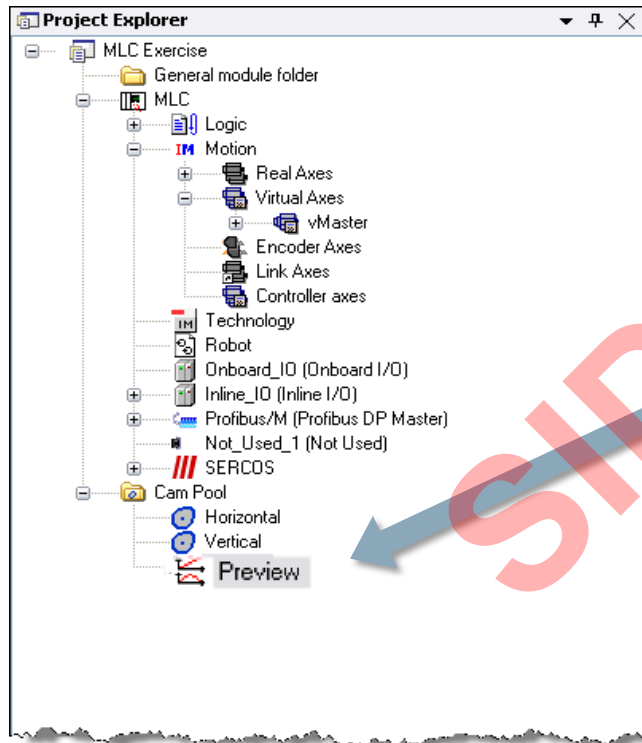 Project Explorer
MLC Exercise
General module folder
MLC
Logic
IM Motion
Real Axes
Virtual Axes
vMaster
Encoder Axes
Link Axes
Controller axes
IM Technology
Robot
Onboard_IO (Onboard I/O)
Inline_IO (Inline I/O)
Profibus/M (Profibus DP Master)
Not_Used_1 (Not Used)
SERCOS
Cam Pool
Horizontal
Vertical
Preview